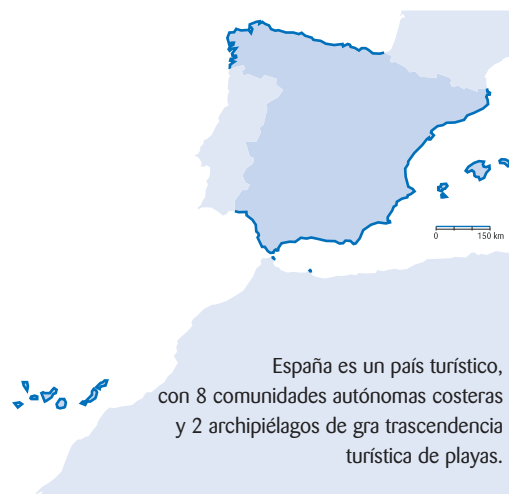 0 150 km
España es un país turístico,
con 8 comunidades autónomas costeras
y 2 archipiélagos de gra trascendencia
turística de playas.